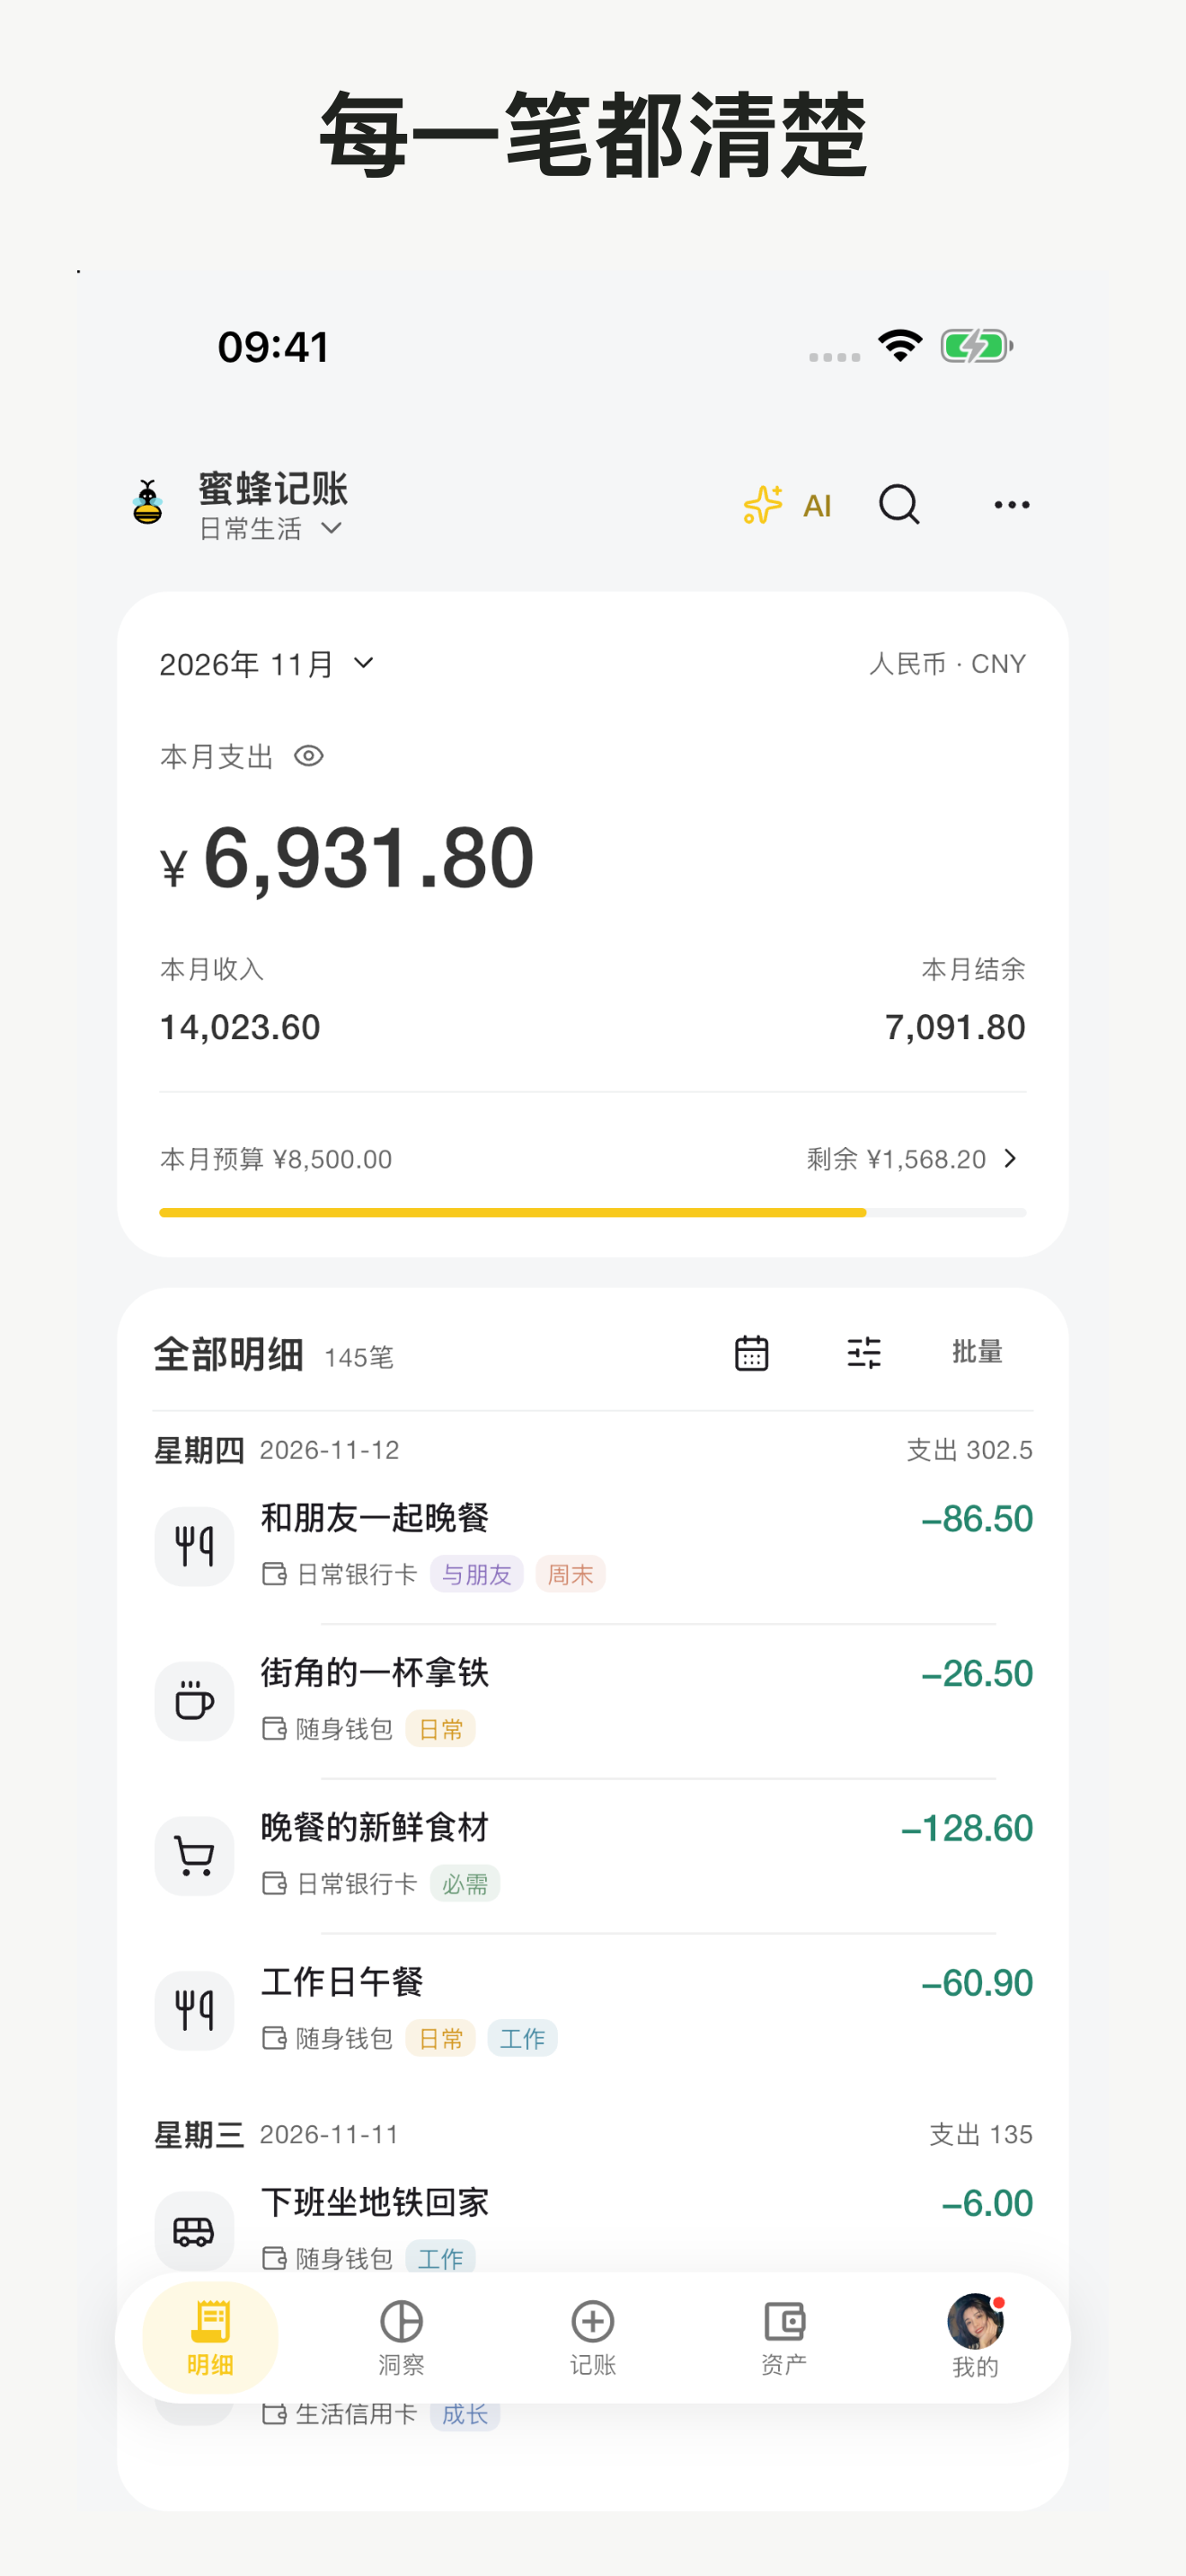 每一笔都清楚
09:41
蜜蜂记账
日常生活
AI
2026年 11月
人民币 · CNY
本月支出
¥ 6,931.80
本月收入
本月结余
14,023.60
7,091.80
本月预算 ¥8,500.00
剩余 ¥1,568.20
全部明细 145笔
批量
星期四 2026-11-12
支出 302.5
和朋友一起晚餐
-86.50
日常银行卡 与朋友 周末
街角的一杯拿铁
-26.50
随身钱包 日常
晚餐的新鲜食材
-128.60
日常银行卡 必需
工作日午餐
-60.90
随身钱包 日常 工作
星期三 2026-11-11
支出 135
下班坐地铁回家
-6.00
随身钱包 工作
明细
洞察
记账
资产
我的
生活信用卡 成长